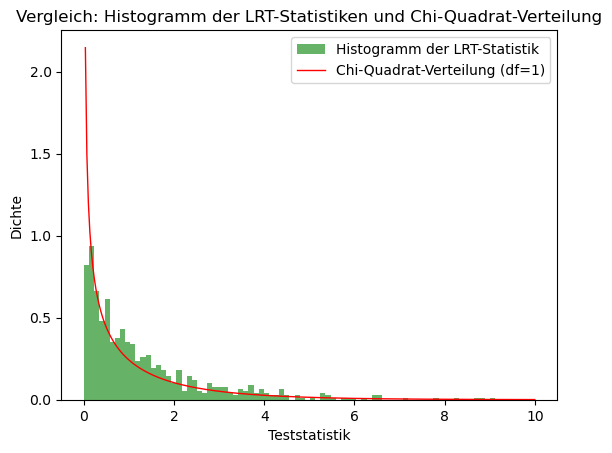 Vergleich: Histogramm der LRT-Statistiken und Chi-Quadrat-Verteilung
Histogramm der LRT-Statistik
Chi-Quadrat-Verteilung (df=1)
Dichte
2.0
1.5
1.0
0.5
0.0
0 2 4 6 8 10
Teststatistik